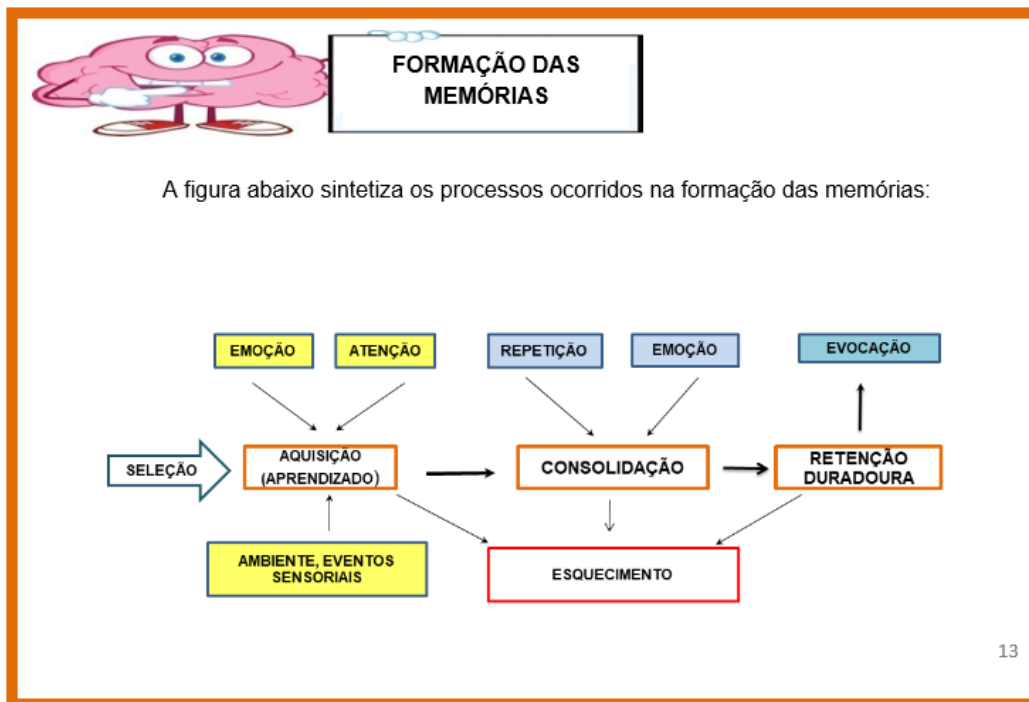 FORMAÇÃO DAS
MEMÓRIAS
A figura abaixo sintetiza os processos ocorridos na formação das memórias:
EMOÇÃO
ATENÇÃO
REPETIÇÃO
EMOÇÃO
EVOCAÇÃO
SELEÇÃO
AQUISIÇÃO
(APRENDIZADO)
CONSOLIDAÇÃO
RETENÇÃO
DURADOURA
AMBIENTE, EVENTOS
SENSORIAIS
ESQUECIMENTO
13